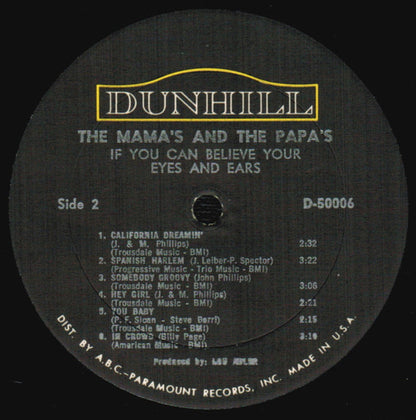 DUNHILL
THE MAMA'S AND THE PAPA'S
IF YOU CAN BELIEVE YOUR
EYES AND EARS
Side 2 D-50006
1. CALIFORNIA DREAMIN'
(J. & M. Phillips)
(Trousdale Music - BMI) 2:32
2. SPANISH HARLEM (J. Leiber-P. Spector) 3:22
(Progressive Music - Trio Music - BMI)
3. SOMEBODY GROOVY (John Phillips)
(Trousdale Music - BMI) 3:06
4. HEY GIRL (J. & M. Phillips)
(Trousdale Music - BMI) 2:21
5. YOU BABY
(P. F. Sloan - Steve Barri) 2:15
(Trousdale Music - BMI)
6. IN CROWD (Billy Page) 3:10
(American Music - BMI)
Produced by: LOU ADLER
DIST. BY A.B.C.-PARAMOUNT RECORDS, INC. MADE IN U.S.A.